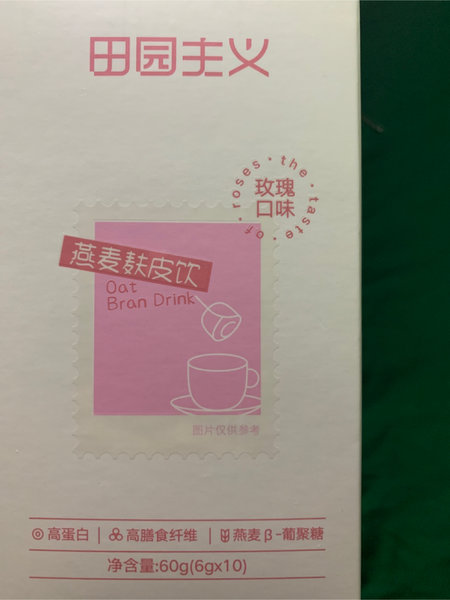 田园主义
the · taste · of · roses ·
玫瑰
口味
燕麦麸皮饮
Oat
Bran Drink
图片仅供参考
高蛋白 | 高膳食纤维 | 燕麦β-葡聚糖
净含量:60g(6gx10)